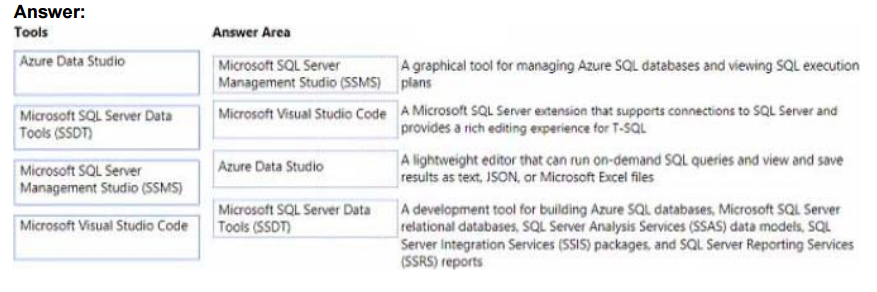 Answer:
Tools
Answer Area
Azure Data Studio
Microsoft SQL Server Data
Tools (SSDT)
Microsoft SQL Server
Management Studio (SSMS)
Microsoft Visual Studio Code
Microsoft SQL Server
Management Studio (SSMS)
A graphical tool for managing Azure SQL databases and viewing SQL execution
plans
Microsoft Visual Studio Code
A Microsoft SQL Server extension that supports connections to SQL Server and
provides a rich editing experience for T-SQL
Azure Data Studio
A lightweight editor that can run on-demand SQL queries and view and save
results as text, JSON, or Microsoft Excel files
Microsoft SQL Server Data
Tools (SSDT)
A development tool for building Azure SQL databases, Microsoft SQL Server
relational databases, SQL Server Analysis Services (SSAS) data models, SQL
Server Integration Services (SSIS) packages, and SQL Server Reporting Services
(SSRS) reports